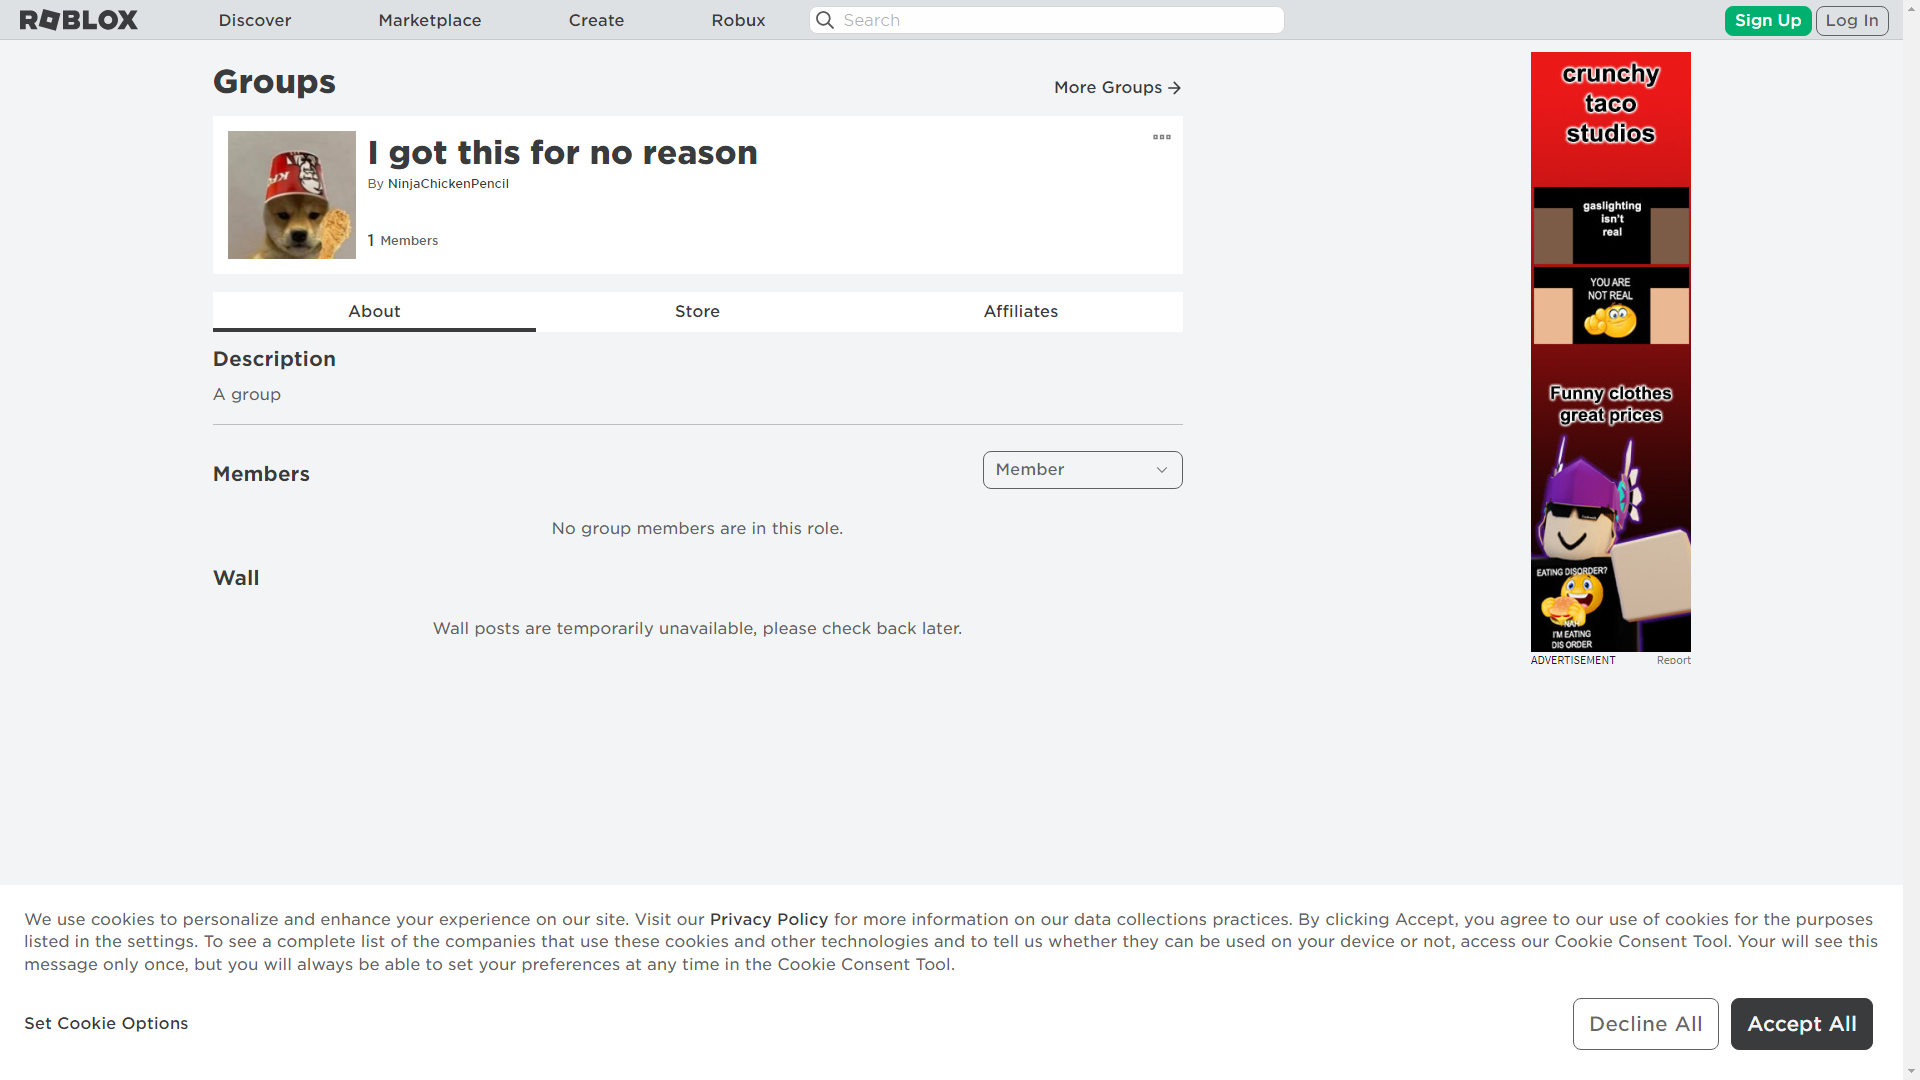 ROBLOX
Discover
Marketplace
Create
Robux
Search
Sign Up
Log In
Groups
More Groups
I got this for no reason
By NinjaChickenPencil
1 Members
About
Store
Affiliates
Description
A group
Members
Member
No group members are in this role.
Wall
Wall posts are temporarily unavailable, please check back later.
crunchy
taco
studios
gaslighting
isn't
real
YOU ARE
NOT REAL
Funny clothes
great prices
EATING DISORDER?
NAH
I'M EATING
DIS ORDER
ADVERTISEMENT
Report
We use cookies to personalize and enhance your experience on our site. Visit our Privacy Policy for more information on our data collections practices. By clicking Accept, you agree to our use of cookies for the purposes
listed in the settings. To see a complete list of the companies that use these cookies and other technologies and to tell us whether they can be used on your device or not, access our Cookie Consent Tool. Your will see this
message only once, but you will always be able to set your preferences at any time in the Cookie Consent Tool.
Set Cookie Options
Decline All
Accept All